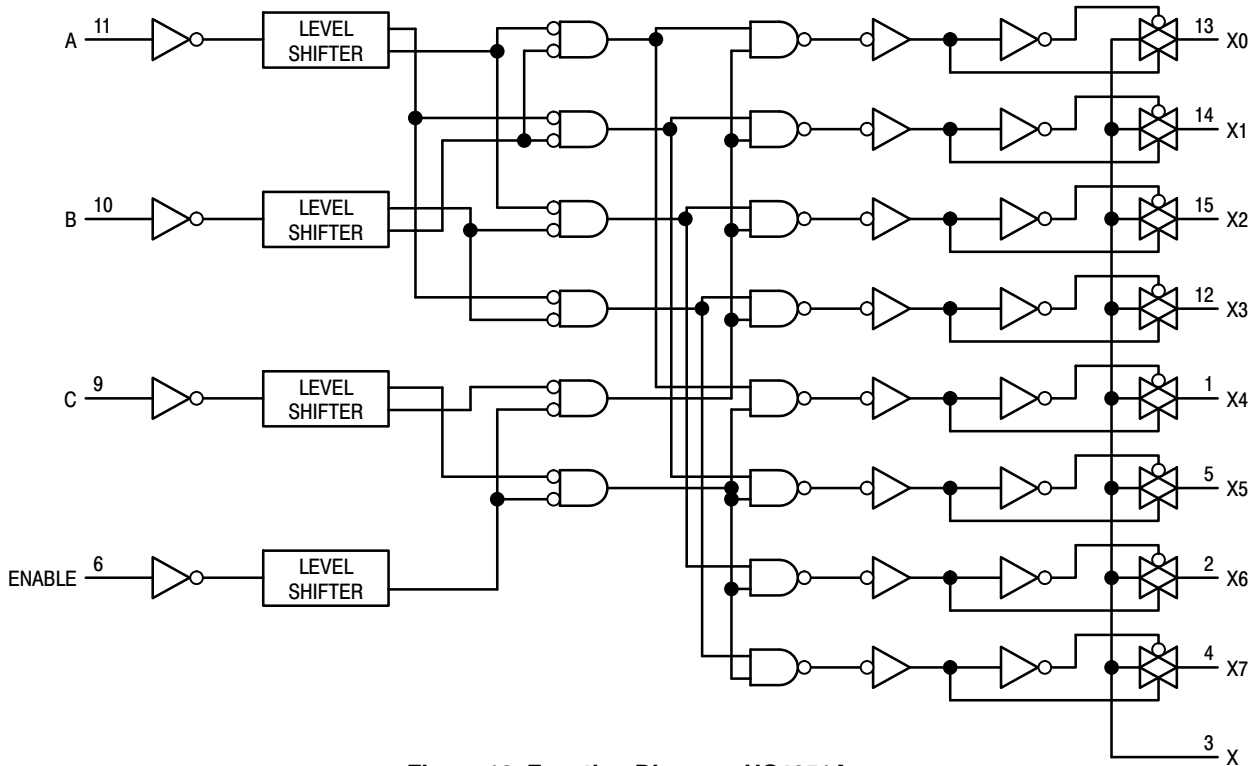 11
A
LEVEL
SHIFTER
13
X0
14
X1
10
B
LEVEL
SHIFTER
15
X2
12
X3
9
C
LEVEL
SHIFTER
1
X4
5
X5
6
ENABLE
LEVEL
SHIFTER
2
X6
4
X7
3
X